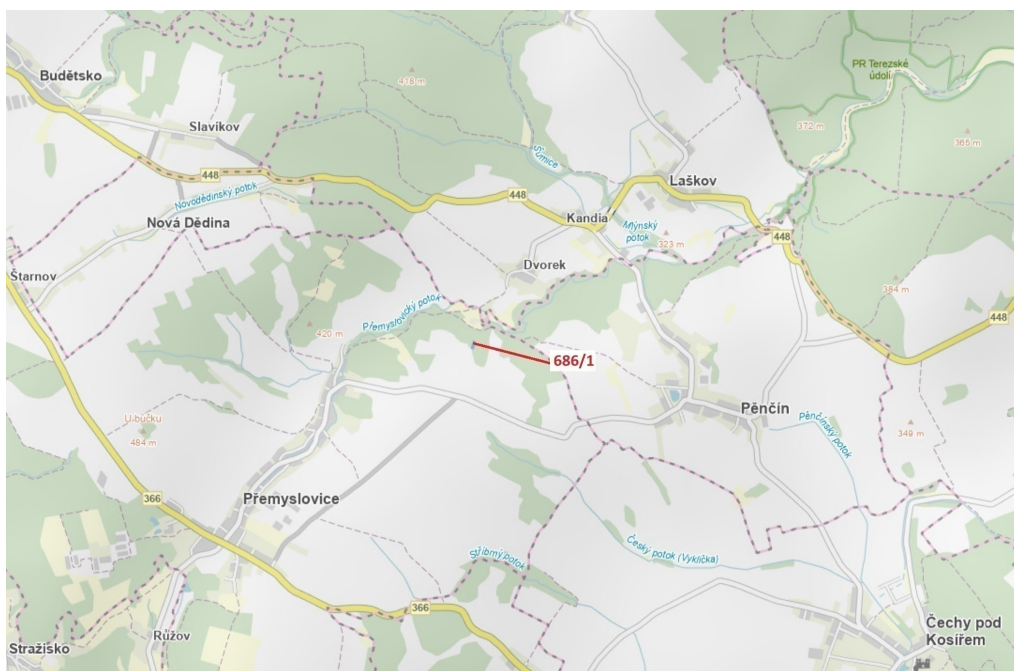 PR Terezské
údolí
Budětsko
418 m
372 m
365 m
Slavíkov
Šumice
448
Laškov
Novodědinský potok
448
Nová Dědina
Kandia
Mlýnský
potok
323 m
448
Dvorek
Štarnov
384 m
Přemyslovický potok
448
420 m
686/1
Pěnčín
U bučku
484 m
Pěnčínský potok
349 m
366
Přemyslovice
Stříbrný potok
Český potok (Vyklička)
366
Růžov
Stražisko
Čechy pod
Kosířem